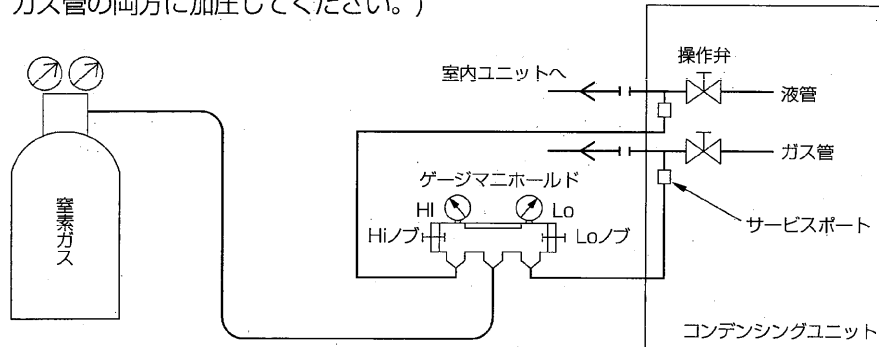 ガス管の両方に加圧してください。)
操作弁
室内ユニットへ
液管
ガス管
ゲージマニホールド
HI
Lo
Hiノブ
Loノブ
サービスポート
窒素ガス
コンデンシングユニット